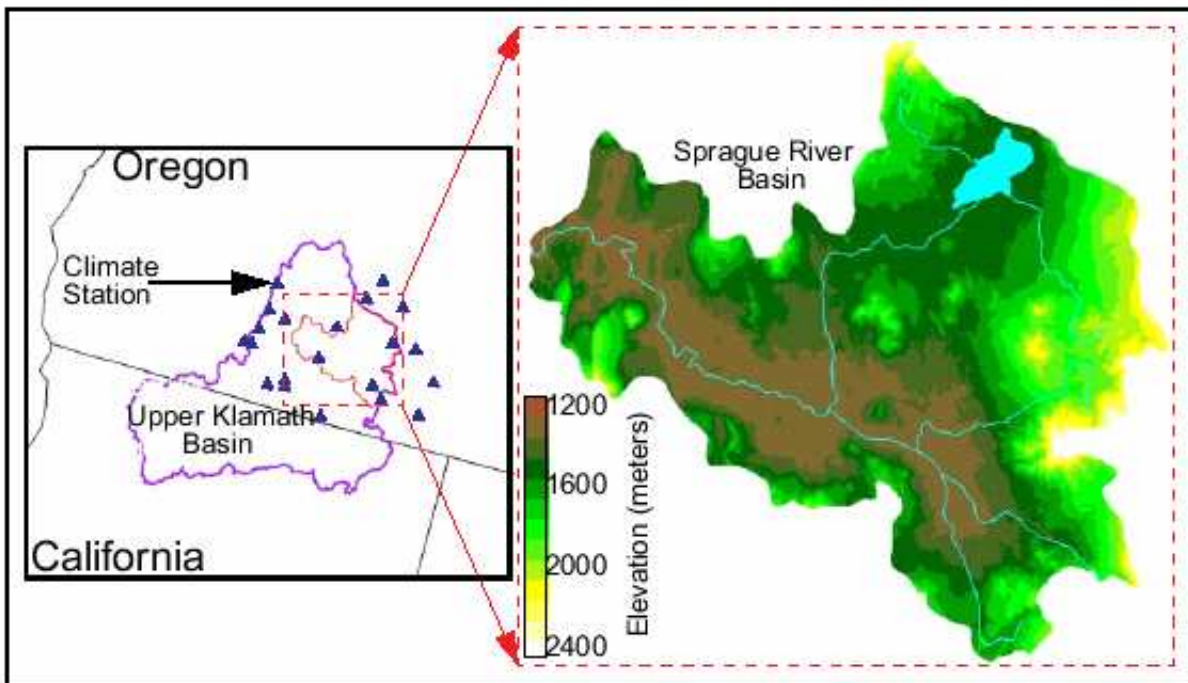 Oregon
Climate
Station
Upper Klamath
Basin
California
Sprague River
Basin
1200
1600
2000
2400
Elevation (meters)